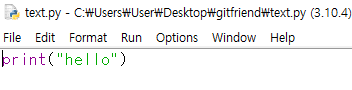 text.py - C:₩Users₩User₩Desktop₩gitfriend₩text.py (3.10.4)
File Edit Format Run Options Window Help
print("hello")